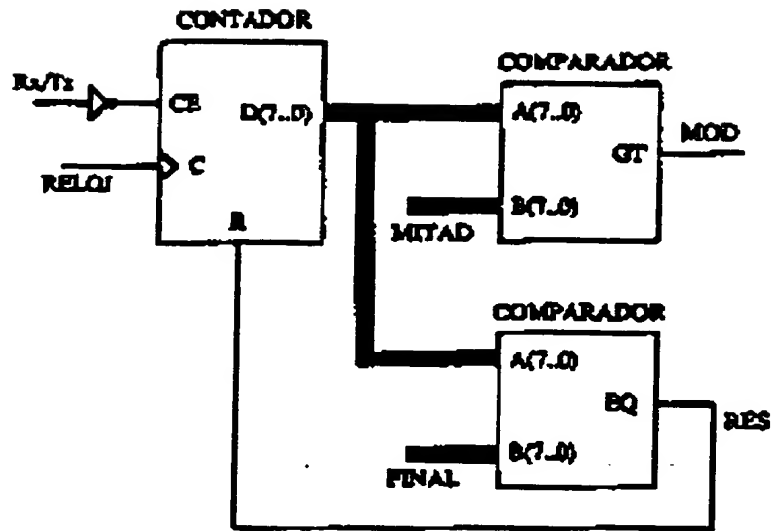 CONTADOR
Rx/Tx
CE
D(7..0)
RELOJ
C
R
COMPARADOR
A(7..0)
GT
MOD
B(7..0)
MITAD
COMPARADOR
A(7..0)
EQ
RES
B(7..0)
FINAL